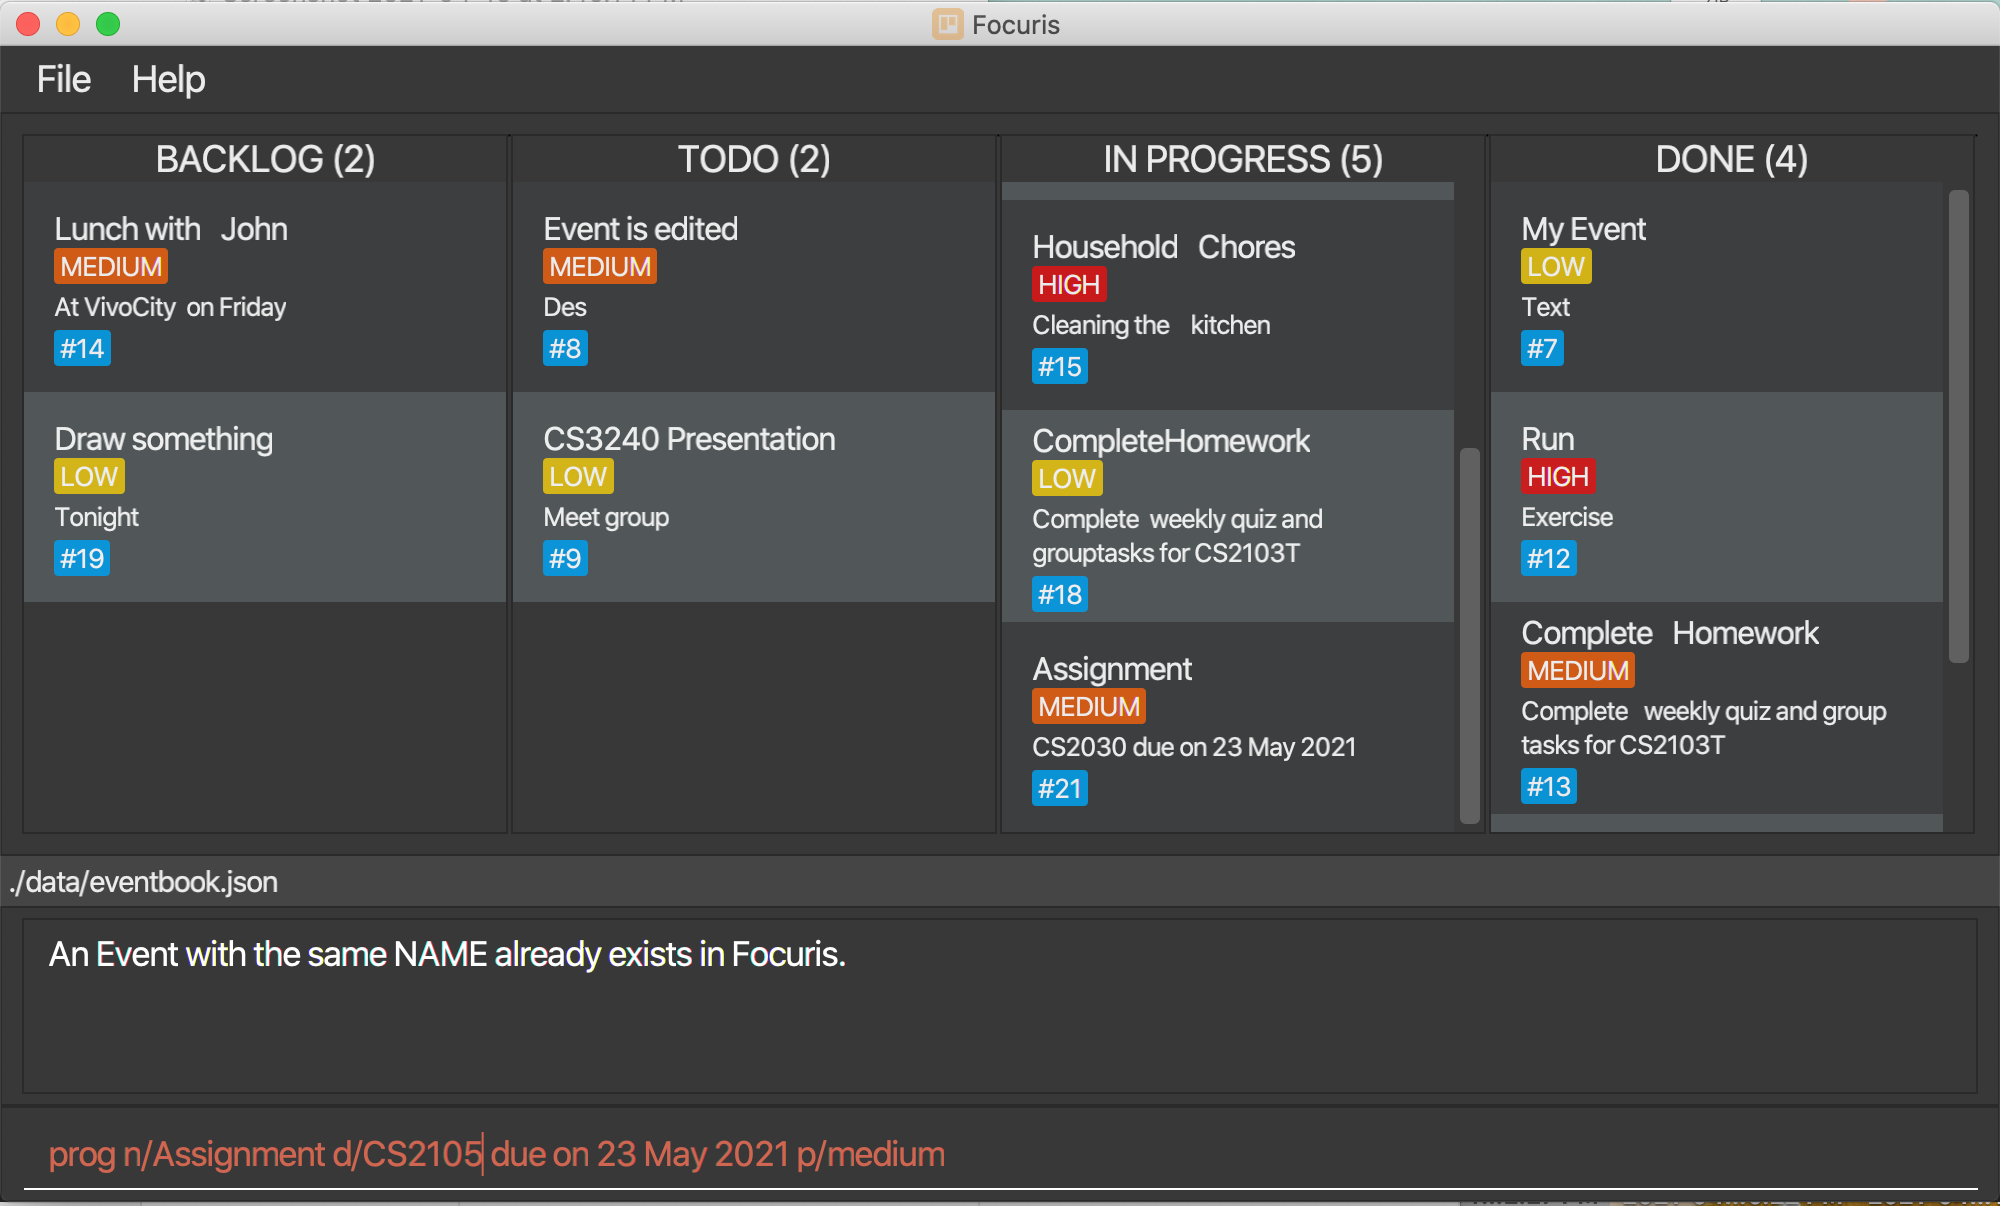 Focuris
File Help
BACKLOG (2)
Lunch with   John
MEDIUM
At VivoCity  on Friday
#14
Draw something
LOW
Tonight
#19
TODO (2)
Event is edited
MEDIUM
Des
#8
CS3240 Presentation
LOW
Meet group
#9
IN PROGRESS (5)
Household   Chores
HIGH
Cleaning the   kitchen
#15
CompleteHomework
LOW
Complete  weekly quiz and
grouptasks for CS2103T
#18
Assignment
MEDIUM
CS2030 due on 23 May 2021
#21
DONE (4)
My Event
LOW
Text
#7
Run
HIGH
Exercise
#12
Complete   Homework
MEDIUM
Complete   weekly quiz and group
tasks for CS2103T
#13
./data/eventbook.json
An Event with the same NAME already exists in Focuris.
prog n/Assignment d/CS2105 due on 23 May 2021 p/medium